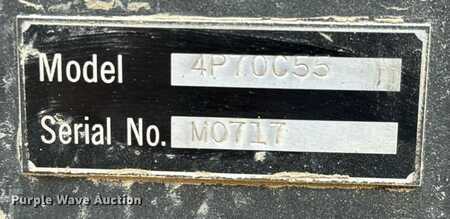 Model 4P70C55 H
Serial No. M0717
Purple Wave Auction